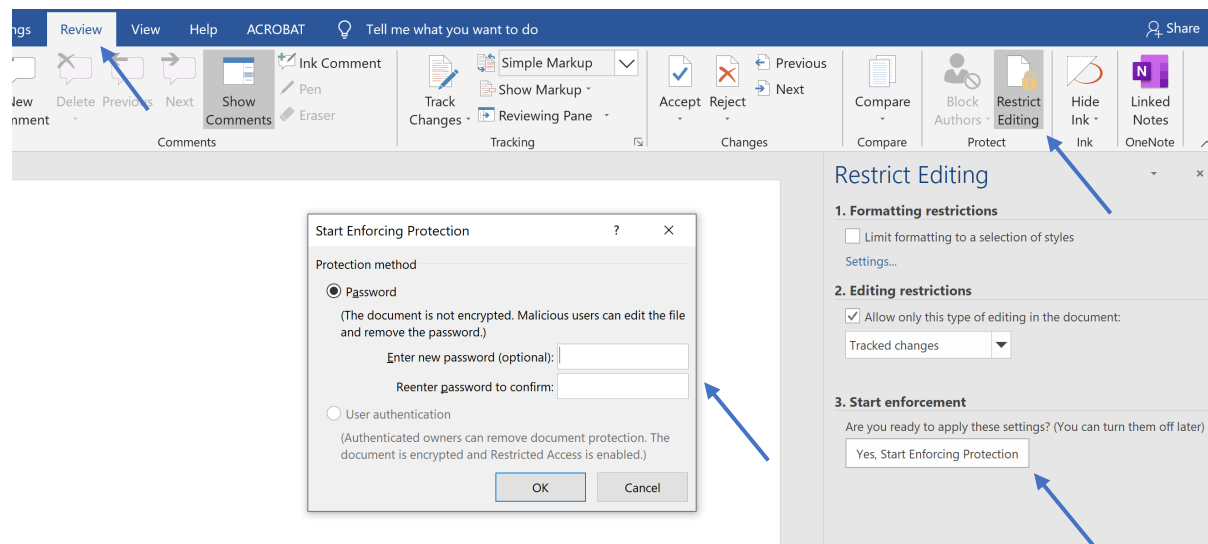 Review View Help ACROBAT Tell me what you want to do Share
Ink Comment
Pen
Eraser
Delete Previous Next Show Comments
Comments
Track Changes
Simple Markup
Show Markup
Reviewing Pane
Tracking
Accept Reject
Previous
Next
Changes
Compare
Compare
Block Authors
Restrict Editing
Protect
Hide Ink
Ink
N
Linked Notes
OneNote
Start Enforcing Protection ? ×
Protection method
Password
(The document is not encrypted. Malicious users can edit the file
and remove the password.)
Enter new password (optional):
Reenter password to confirm:
User authentication
(Authenticated owners can remove document protection. The
document is encrypted and Restricted Access is enabled.)
OK Cancel
Restrict Editing
1. Formatting restrictions
Limit formatting to a selection of styles
Settings...
2. Editing restrictions
Allow only this type of editing in the document:
Tracked changes
3. Start enforcement
Are you ready to apply these settings? (You can turn them off later)
Yes, Start Enforcing Protection